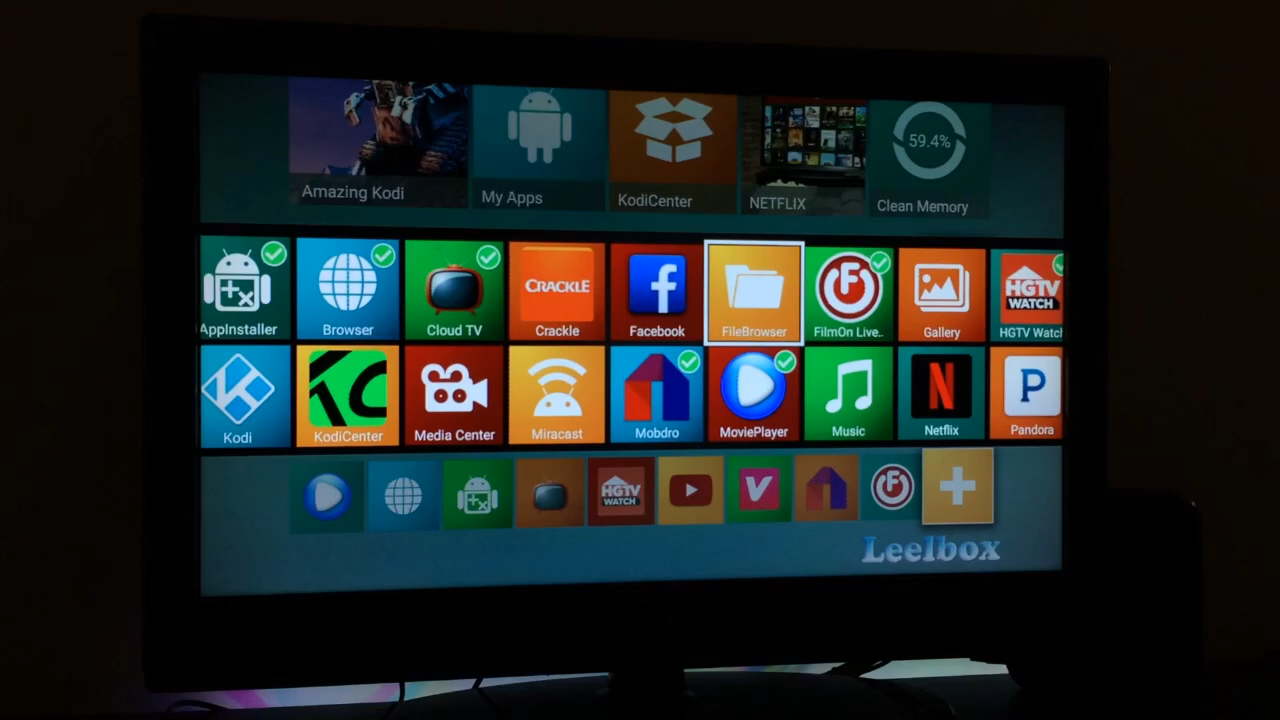 Amazing Kodi
My Apps
KodiCenter
NETFLIX
59.4%
Clean Memory
AppInstaller
Browser
Cloud TV
CRACKLE
Crackle
f
Facebook
FileBrowser
F
FilmOn Live..
Gallery
HGTV
WATCH
HGTV Watch
Kodi
KC
KodiCenter
Media Center
Miracast
Mobdro
MoviePlayer
Music
N
Netflix
P
Pandora
HGTV
WATCH
V
F
Leelbox